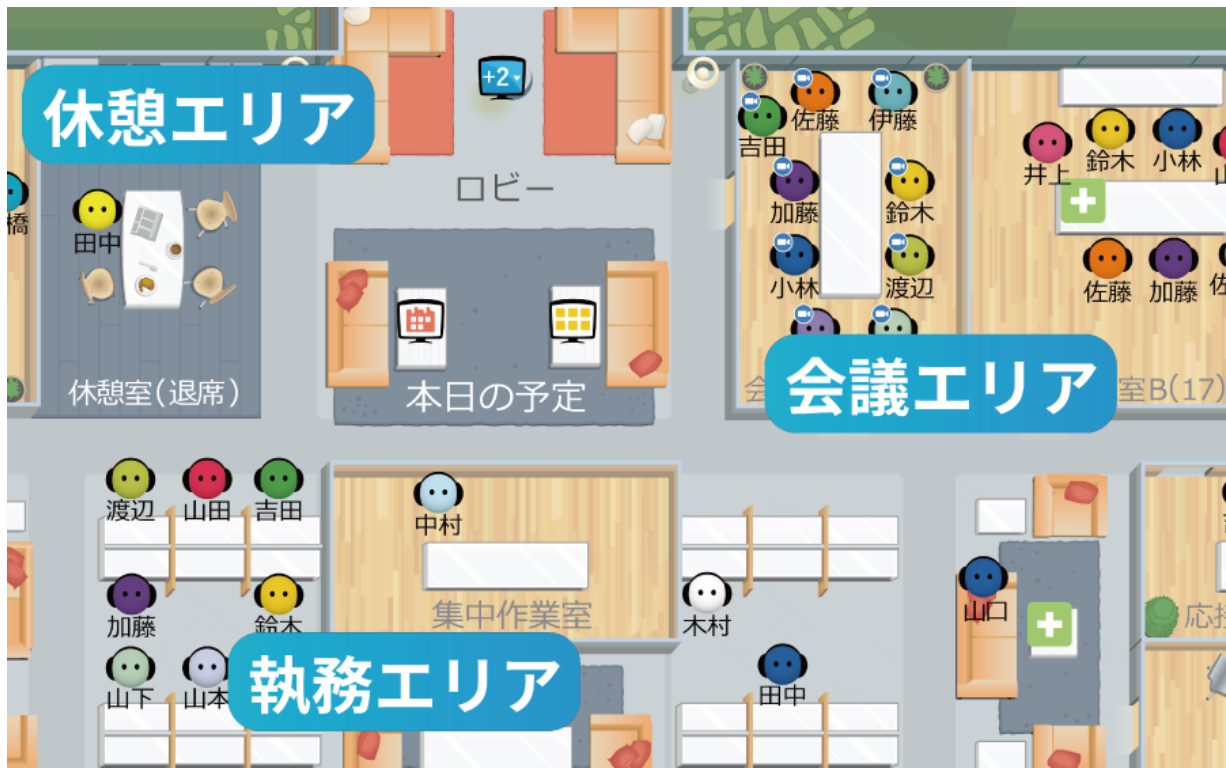 +2
休憩エリア
佐藤
伊藤
吉田
井上
鈴木
小林
ロビー
加藤
鈴木
橋
田中
小林
渡辺
佐藤
加藤
休憩室(退席)
本日の予定
会議エリア
室B(17)
渡辺
山田
吉田
中村
加藤
鈴木
集中作業室
木村
山口
山下
山本
執務エリア
田中